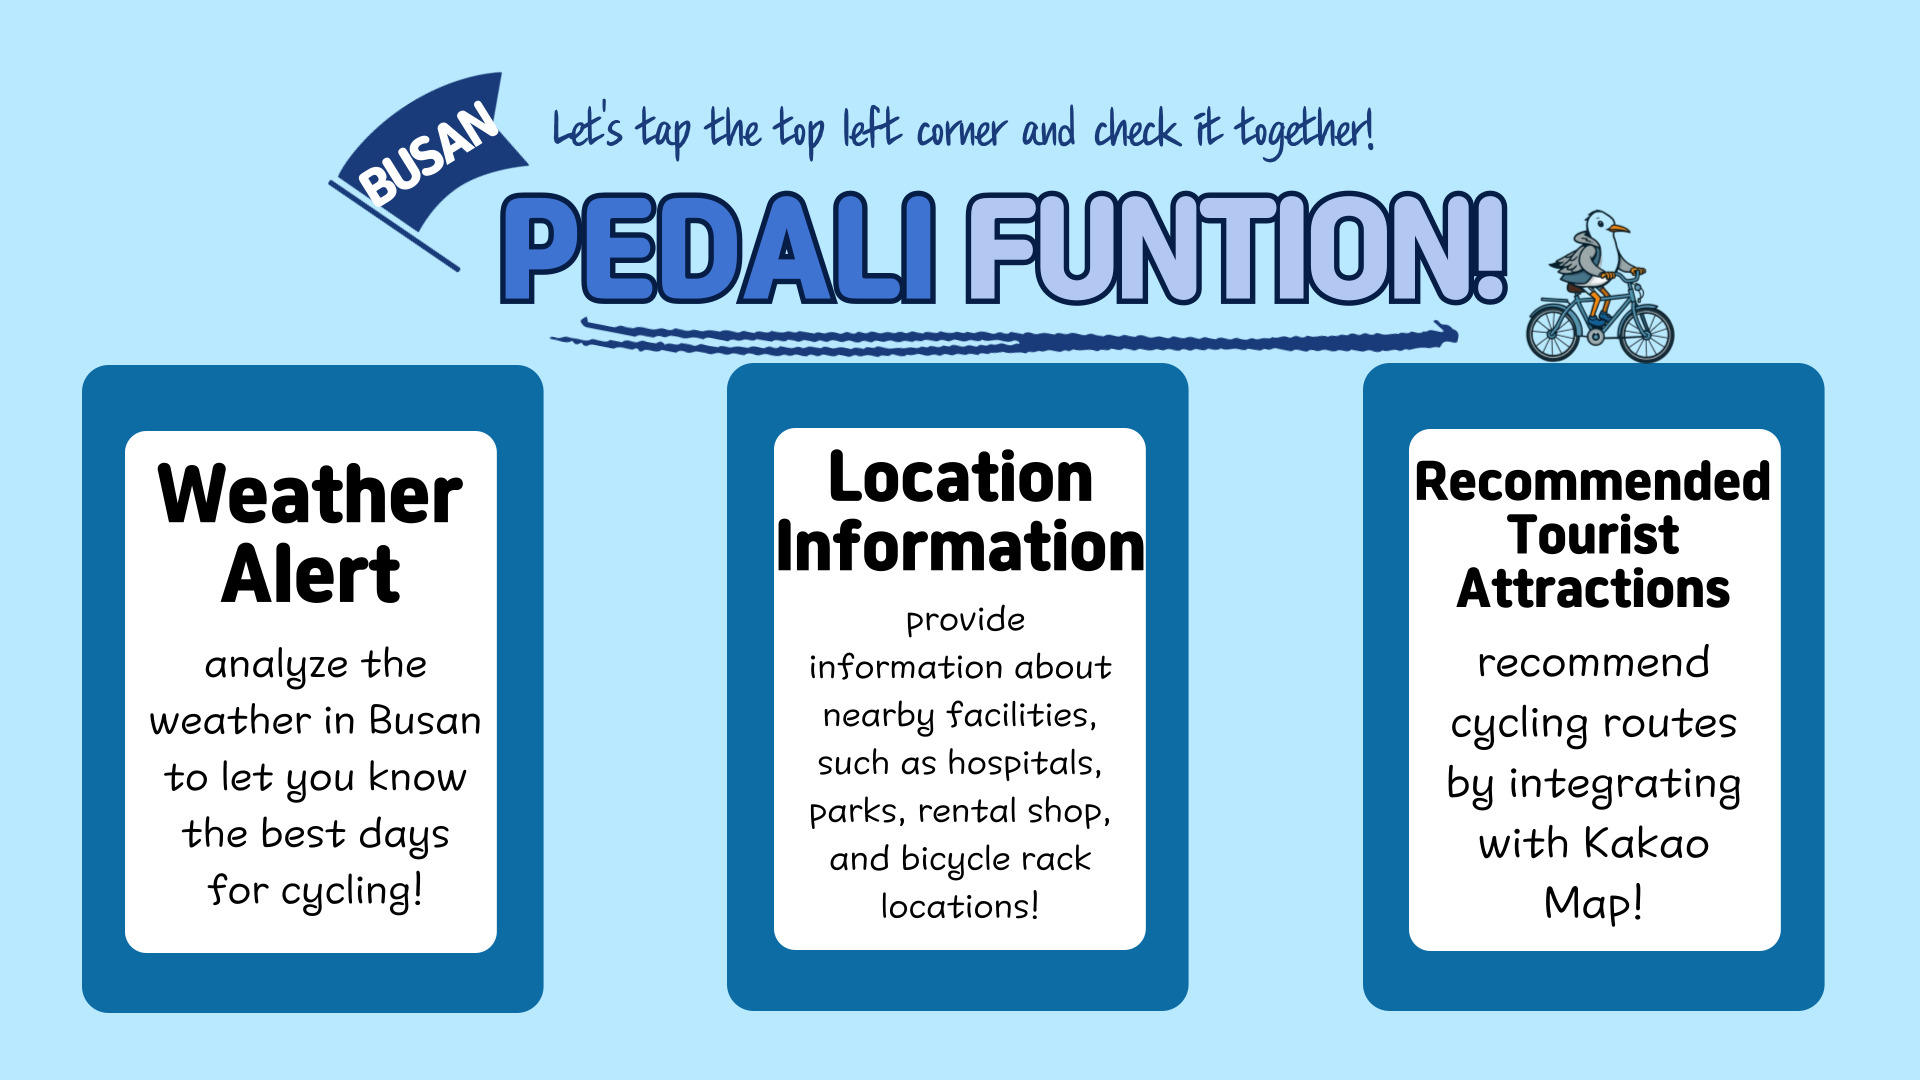 BUSAN
Let's tap the top left corner and check it together!
PEDALI FUNTION!
Weather
Alert
analyze the
weather in Busan
to let you know
the best days
for cycling!
Location
Information
provide
information about
nearby facilities,
such as hospitals,
parks, rental shop,
and bicycle rack
locations!
Recommended
Tourist
Attractions
recommend
cycling routes
by integrating
with Kakao
Map!